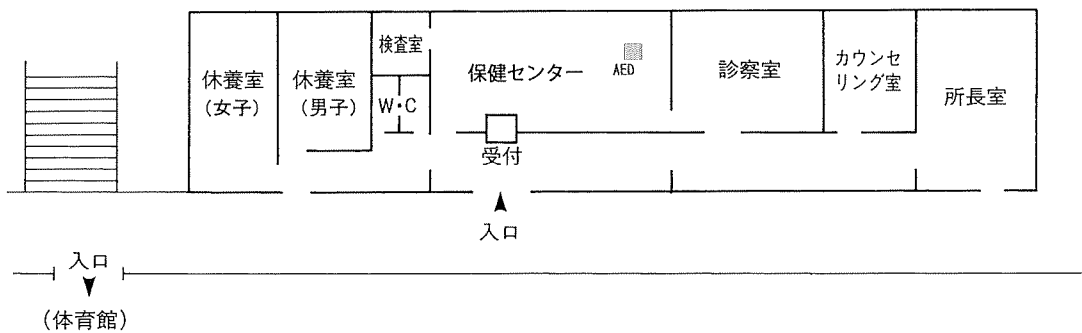 休養室
(女子)
休養室
(男子)
検査室
W・C
保健センター
AED
受付
診察室
カウンセ
リング室
所長室
入口
入口
(体育館)